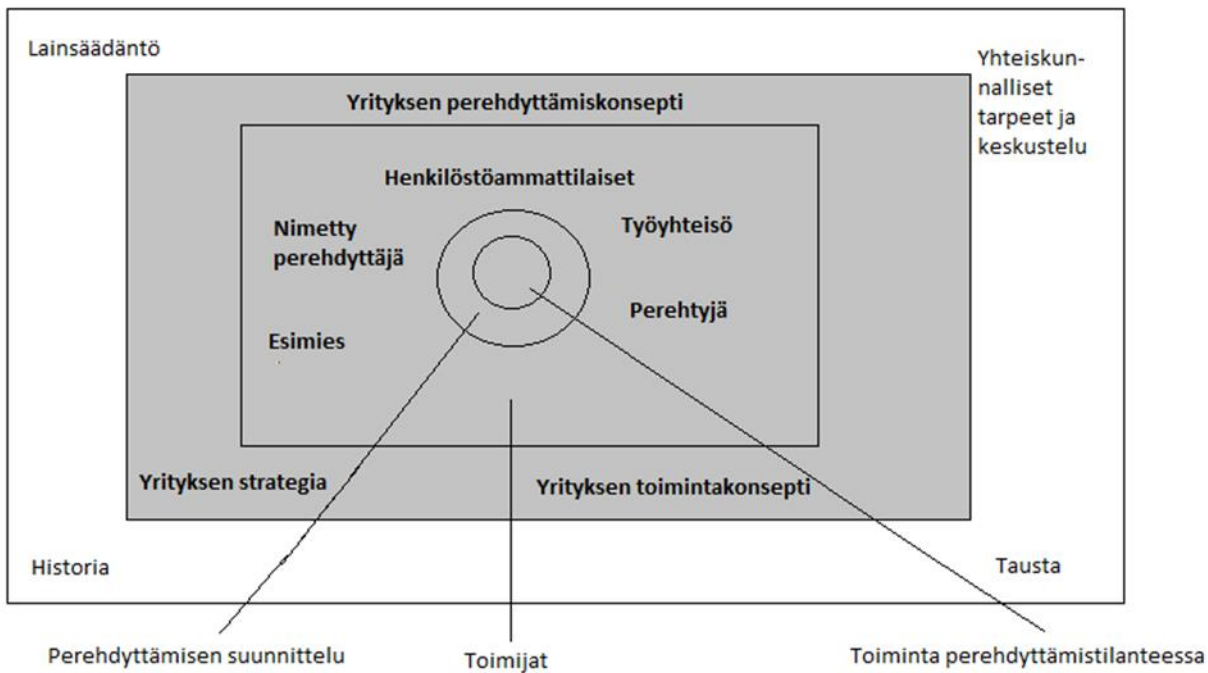 Lainsäädäntö
Yhteiskun-
nalliset
tarpeet ja
keskustelu
Yrityksen perehdyttämiskonsepti
Henkilöstöammattilaiset
Nimetty
perehdyttäjä
Työyhteisö
Perehtyjä
Esimies
Yrityksen strategia
Yrityksen toimintakonsepti
Historia
Tausta
Perehdyttämisen suunnittelu
Toimijat
Toiminta perehdyttämistilanteessa